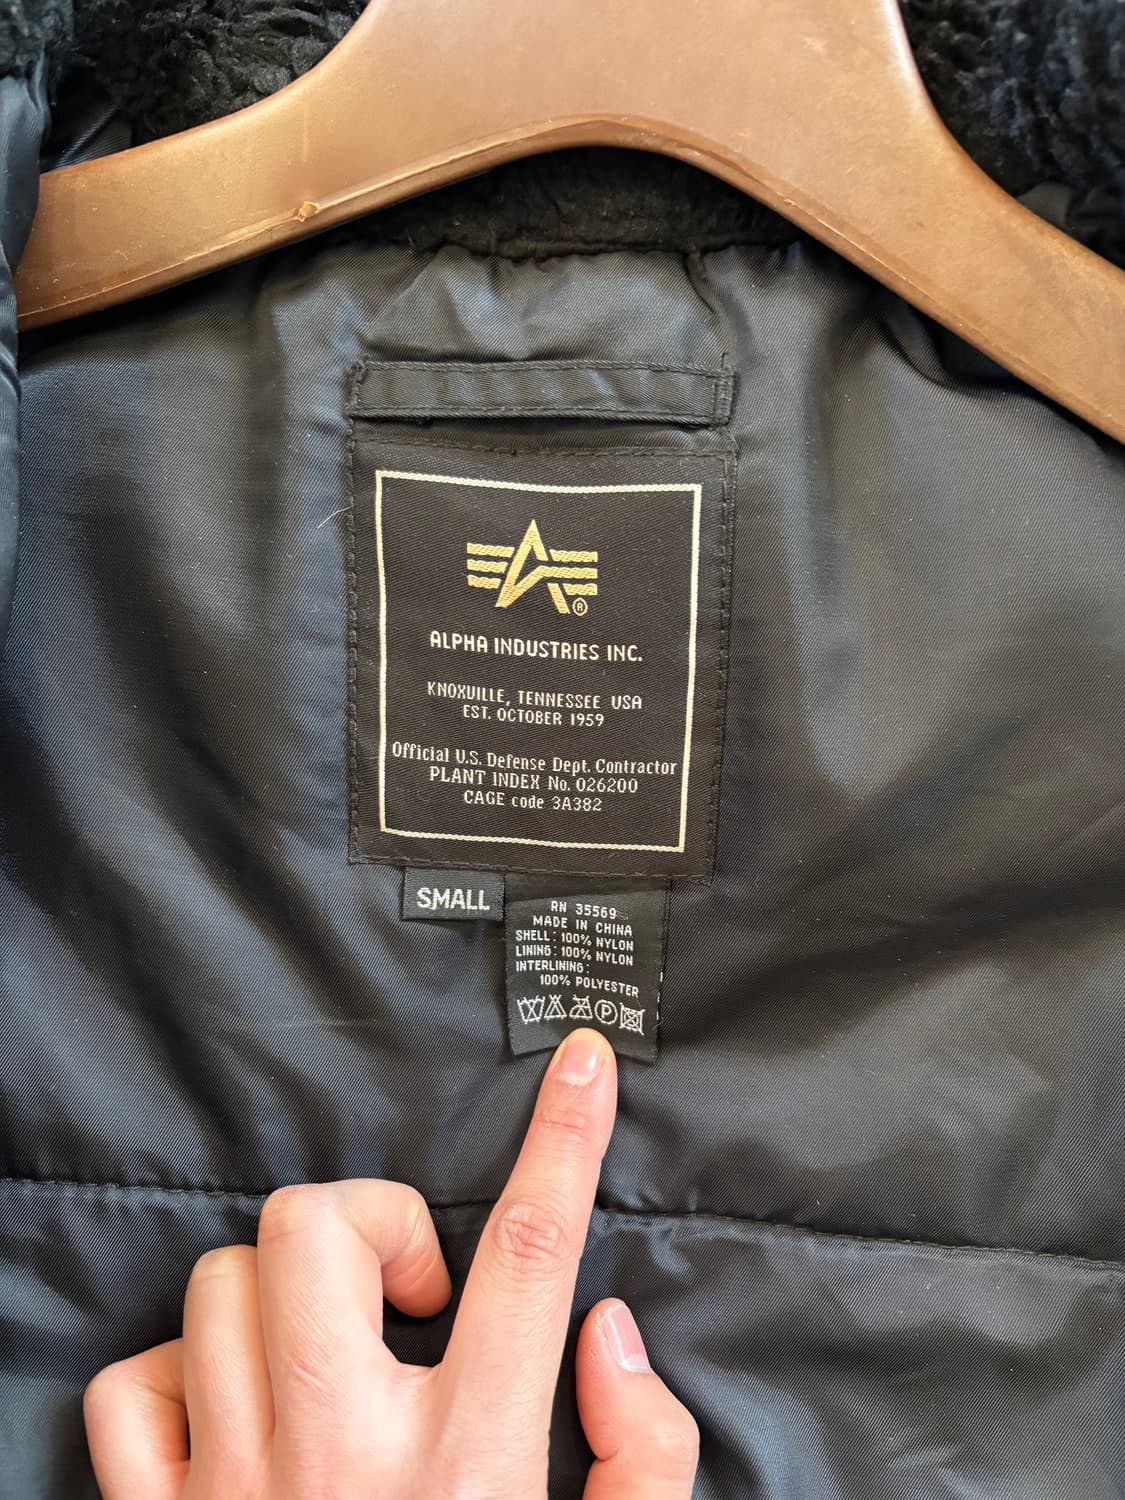 ®
ALPHA INDUSTRIES INC.
KNOXVILLE, TENNESSEE USA
EST. OCTOBER 1959
Official U.S. Defense Dept. Contractor
PLANT INDEX No. 026200
CAGE code 3A382
SMALL
RN 35569
MADE IN CHINA
SHELL: 100% NYLON
LINING: 100% NYLON
INTERLINING:
100% POLYESTER
P